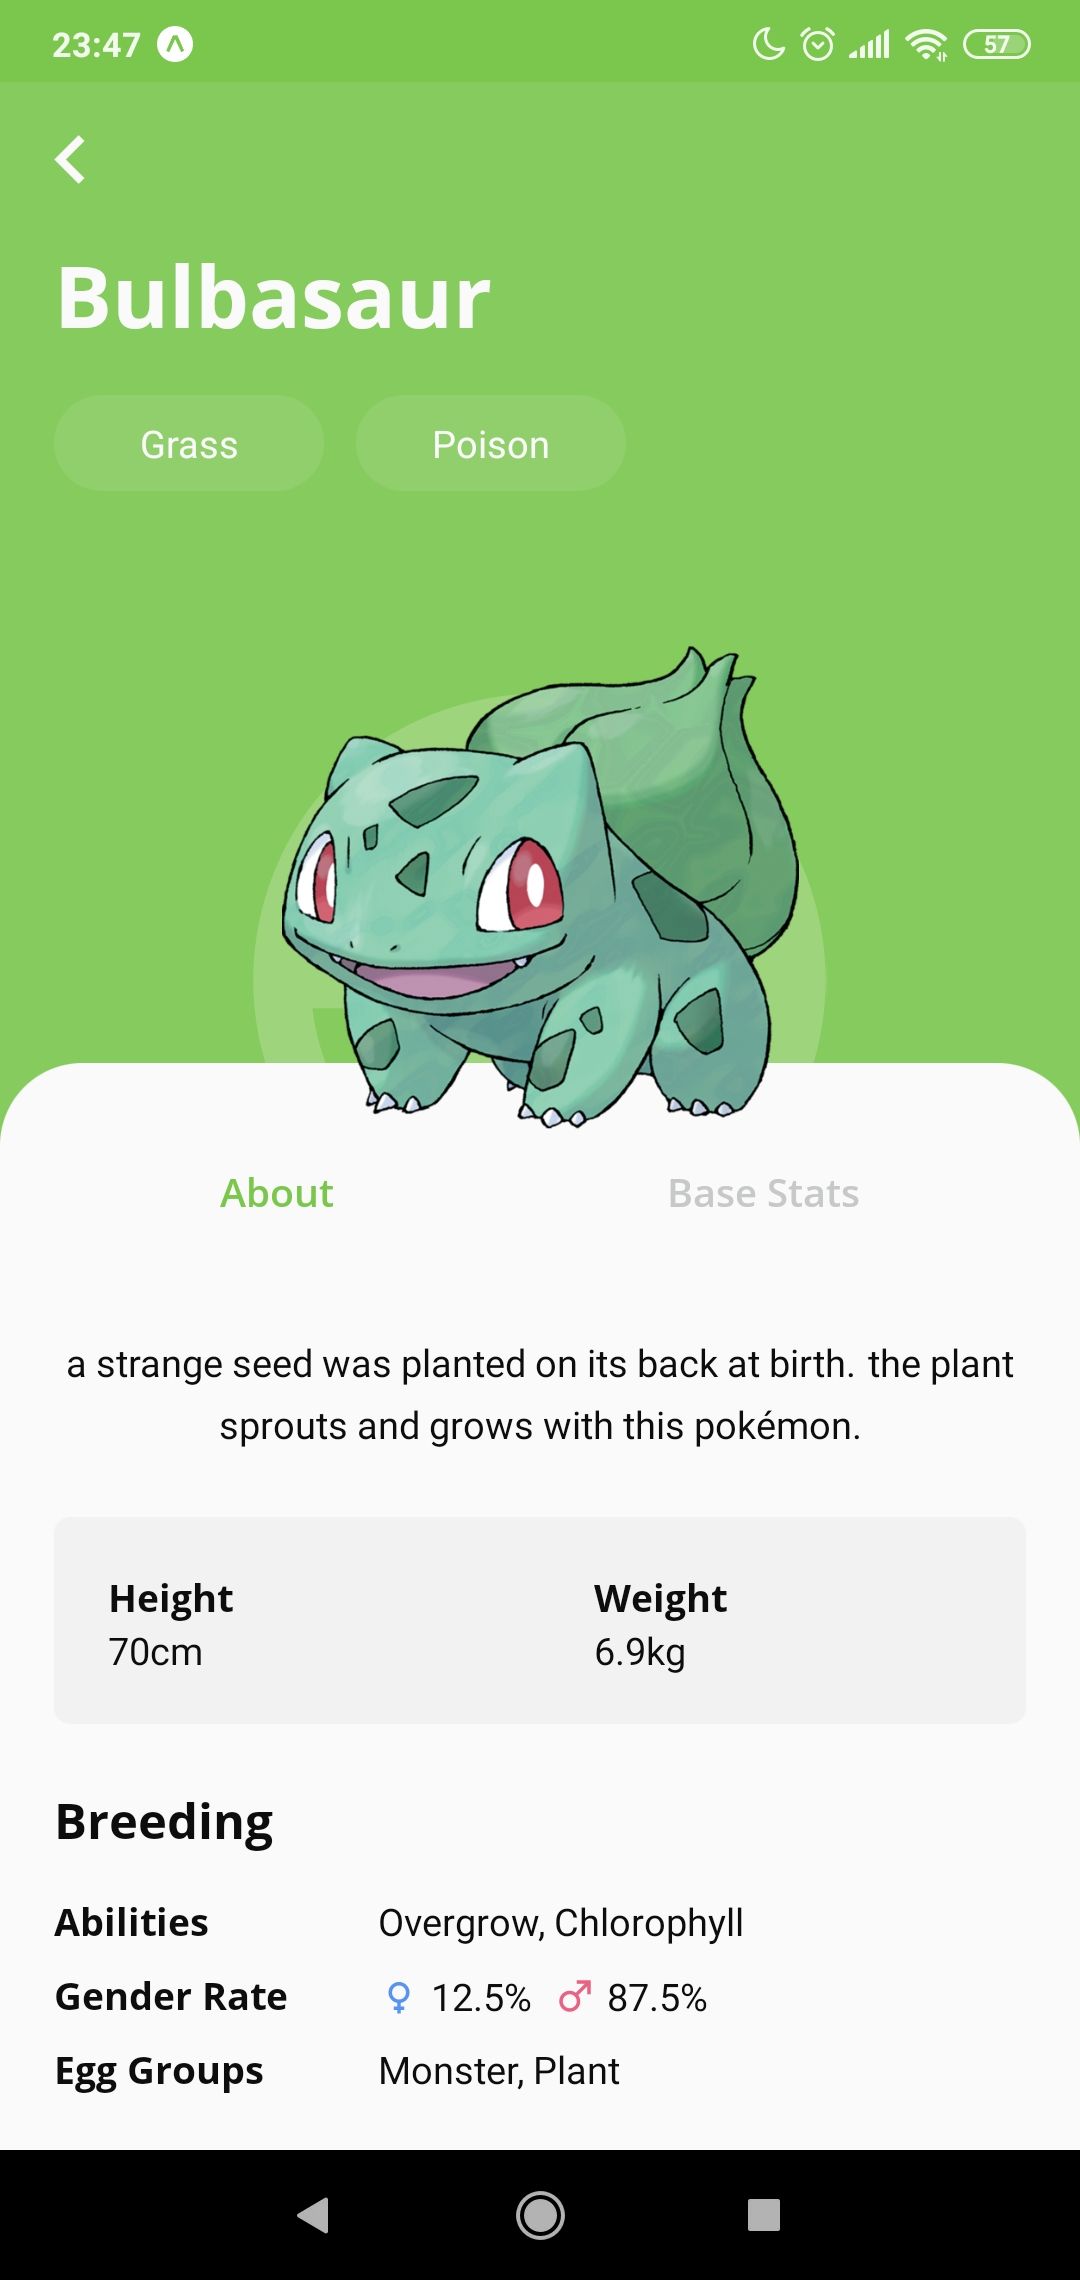 23:47
57
Bulbasaur
Grass Poison
About Base Stats
a strange seed was planted on its back at birth. the plant
sprouts and grows with this pokémon.
Height Weight
70cm 6.9kg
Breeding
Abilities Overgrow, Chlorophyll
Gender Rate ♀ 12.5% ♂ 87.5%
Egg Groups Monster, Plant